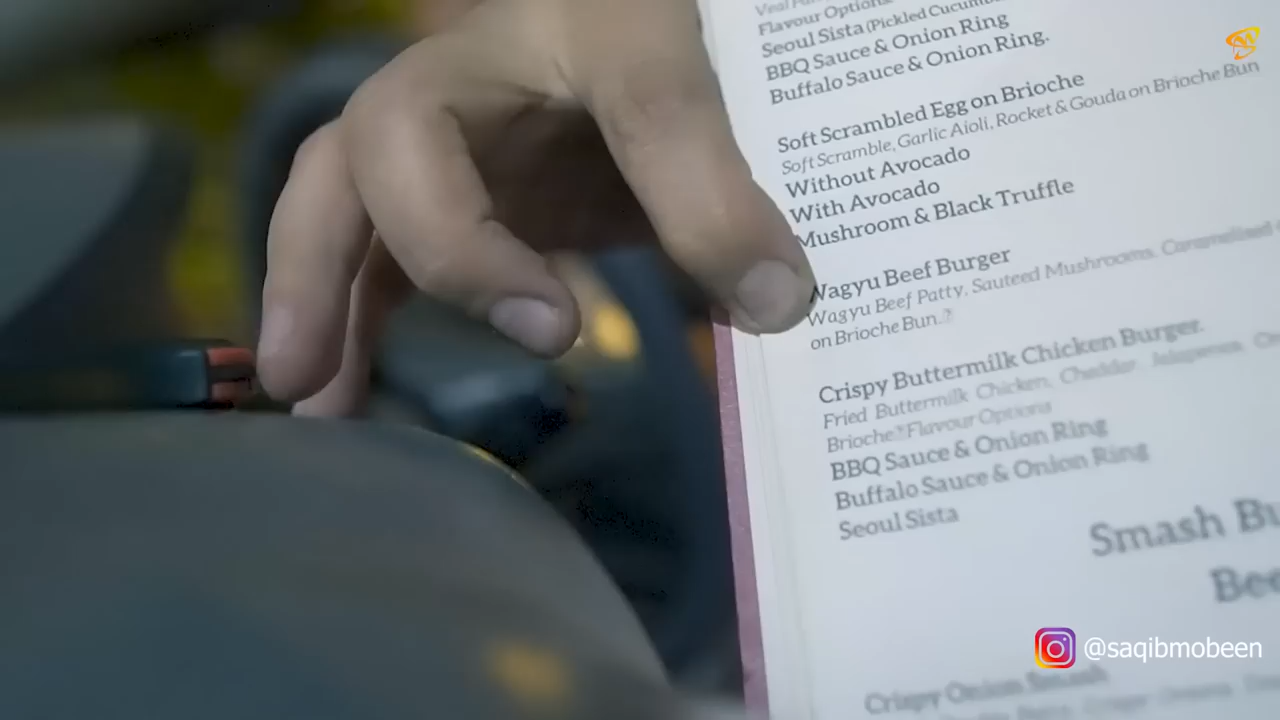 Flavour Options
Seoul Sista (Pickled Cucumb
BBQ Sauce & Onion Ring
Buffalo Sauce & Onion Ring.
Soft Scrambled Egg on Brioche
Soft Scramble, Garlic Aioli, Rocket & Gouda on Brioche Bun
Without Avocado
With Avocado
Mushroom & Black Truffle
Wagyu Beef Burger
Wagyu Beef Patty, Sauteed Mushrooms, Caramelised
on Brioche Bun.
Crispy Buttermilk Chicken Burger.
Fried Buttermilk Chicken, Cheddar, Jalapenos
Brioche Flavour Options
BBQ Sauce & Onion Ring
Buffalo Sauce & Onion Ring
Seoul Sista
Smash Bu
Bee
@saqibmobeen
Crispy Onion Smash